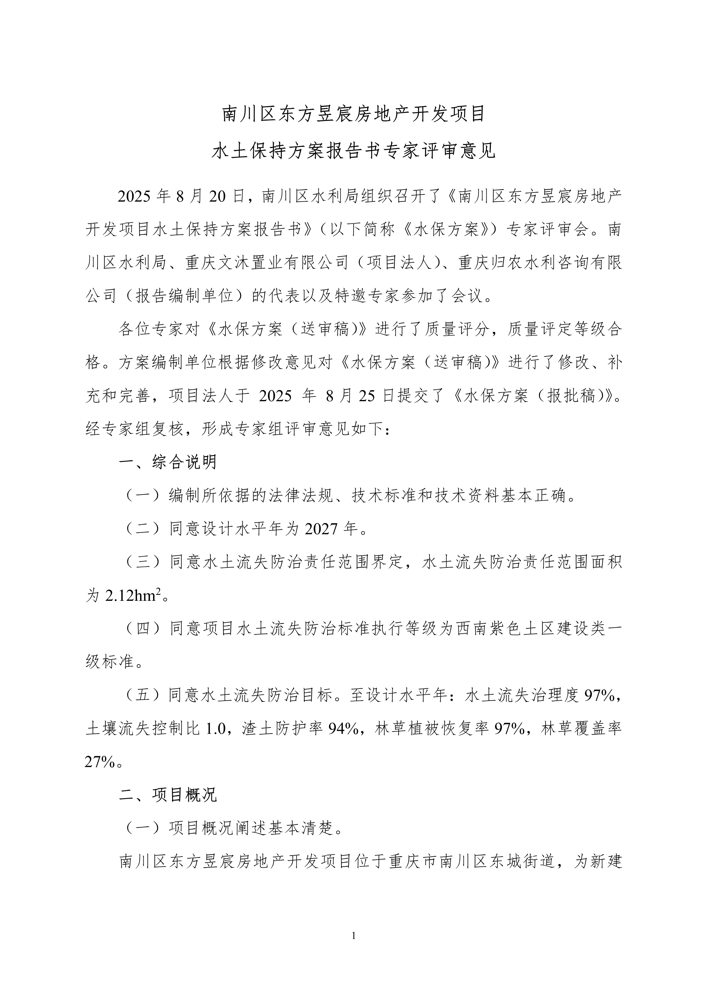 南川区东方昱宸房地产开发项目
水土保持方案报告书专家评审意见
2025 年 8 月 20 日，南川区水利局组织召开了《南川区东方昱宸房地产
开发项目水土保持方案报告书》（以下简称《水保方案》）专家评审会。南
川区水利局、重庆文沐置业有限公司（项目法人）、重庆归农水利咨询有限
公司（报告编制单位）的代表以及特邀专家参加了会议。
各位专家对《水保方案（送审稿）》进行了质量评分，质量评定等级合
格。方案编制单位根据修改意见对《水保方案（送审稿）》进行了修改、补
充和完善，项目法人于 2025 年 8 月 25 日提交了《水保方案（报批稿）》。
经专家组复核，形成专家组评审意见如下：
一、综合说明
（一）编制所依据的法律法规、技术标准和技术资料基本正确。
（二）同意设计水平年为 2027 年。
（三）同意水土流失防治责任范围界定，水土流失防治责任范围面积
为 2.12hm²。
（四）同意项目水土流失防治标准执行等级为西南紫色土区建设类一
级标准。
（五）同意水土流失防治目标。至设计水平年：水土流失治理度 97%，
土壤流失控制比 1.0，渣土防护率 94%，林草植被恢复率 97%，林草覆盖率
27%。
二、项目概况
（一）项目概况阐述基本清楚。
南川区东方昱宸房地产开发项目位于重庆市南川区东城街道，为新建
1